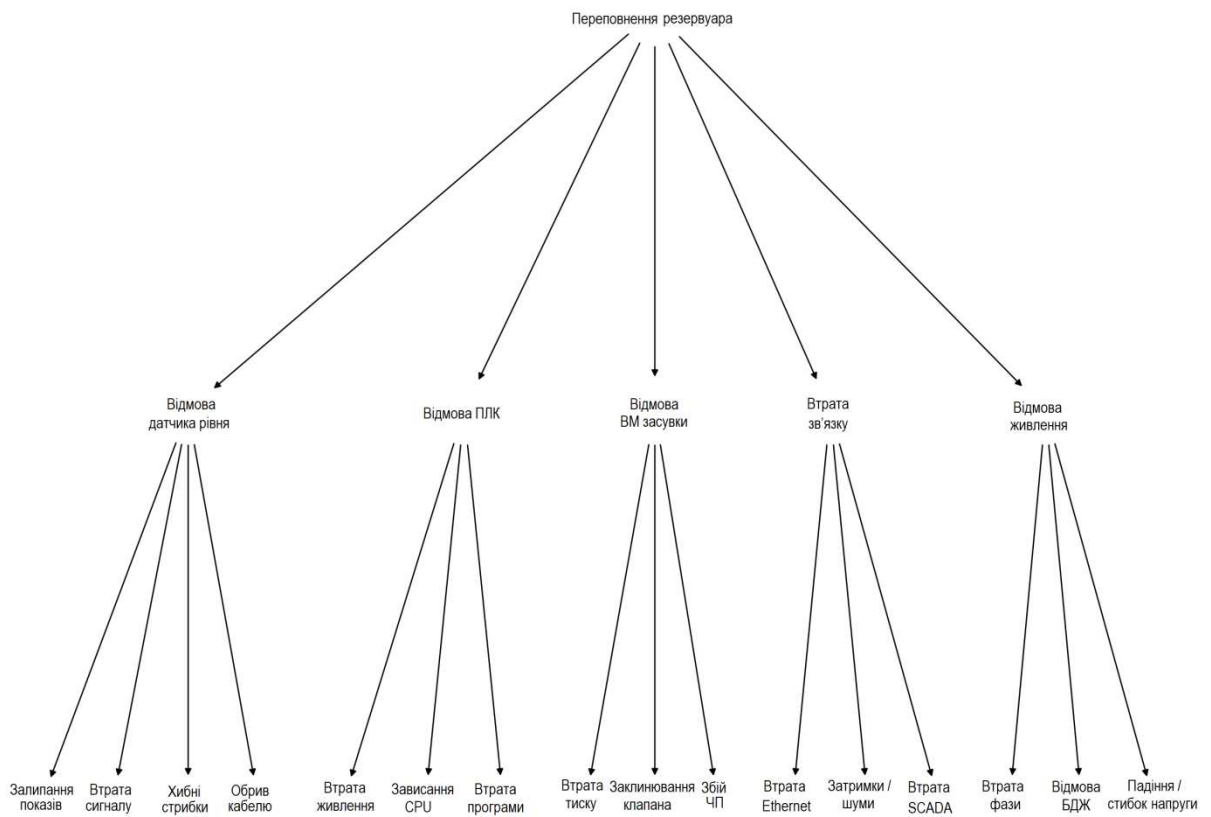 Переповнення резервуара
Відмова
датчика рівня
Відмова ПЛК
Відмова
ВМ засувки
Втрата
зв’язку
Відмова
живлення
Залипання
показів
Втрата
сигналу
Хибні
стрибки
Обрив
кабелю
Втрата
живлення
Зависання
CPU
Втрата
програми
Втрата
тиску
Заклинювання
клапана
Збій
ЧП
Втрата
Ethernet
Затримки /
шуми
Втрата
SCADA
Втрата
фази
Відмова
БДЖ
Падіння /
стибок напруги